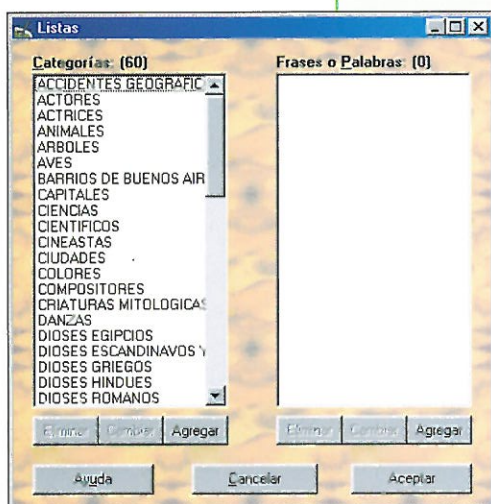 Listas
Categorías: (60)
Frases o Palabras: (0)
ACCIDENTES GEOGRAFIC
ACTORES
ACTRICES
ANIMALES
ARBOLES
AVES
BARRIOS DE BUENOS AIR
CAPITALES
CIENCIAS
CIENTIFICOS
CINEASTAS
CIUDADES
COLORES
COMPOSITORES
CRIATURAS MITOLOGICAS
DANZAS
DIOSES EGIPCIOS
DIOSES ESCANDINAVOS Y
DIOSES GRIEGOS
DIOSES HINDUES
DIOSES ROMANOS
Eliminar Cambiar Agregar Eliminar Cambiar Agregar
Ayuda Cancelar Aceptar